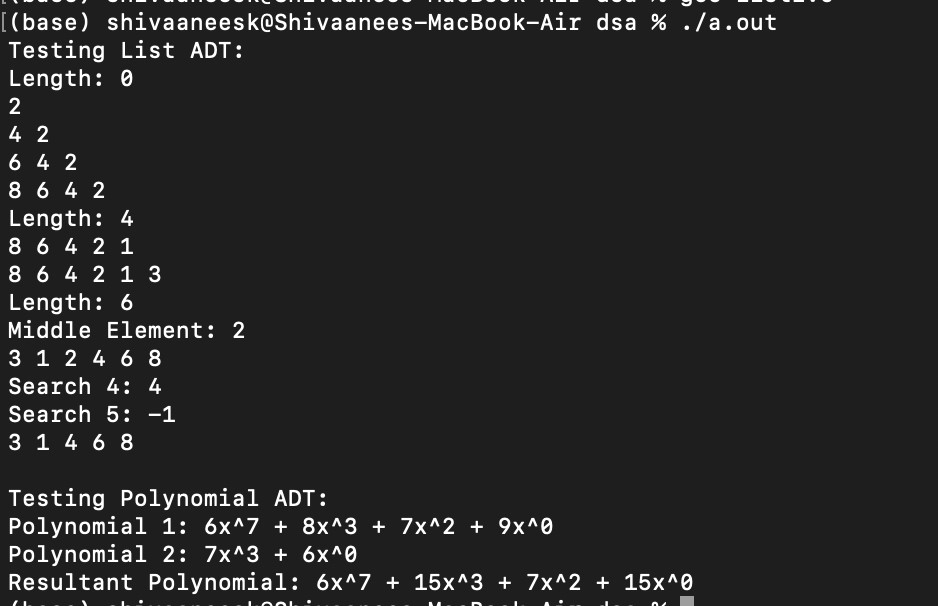 [(base) shivaaneesk@Shivaanees-MacBook-Air dsa % ./a.out
Testing List ADT:
Length: 0
2
4 2
6 4 2
8 6 4 2
Length: 4
8 6 4 2 1
8 6 4 2 1 3
Length: 6
Middle Element: 2
3 1 2 4 6 8
Search 4: 4
Search 5: -1
3 1 4 6 8
Testing Polynomial ADT:
Polynomial 1: 6x^7 + 8x^3 + 7x^2 + 9x^0
Polynomial 2: 7x^3 + 6x^0
Resultant Polynomial: 6x^7 + 15x^3 + 7x^2 + 15x^0
(base) shivaaneesk@Shivaanees-MacBook-Air dsa %